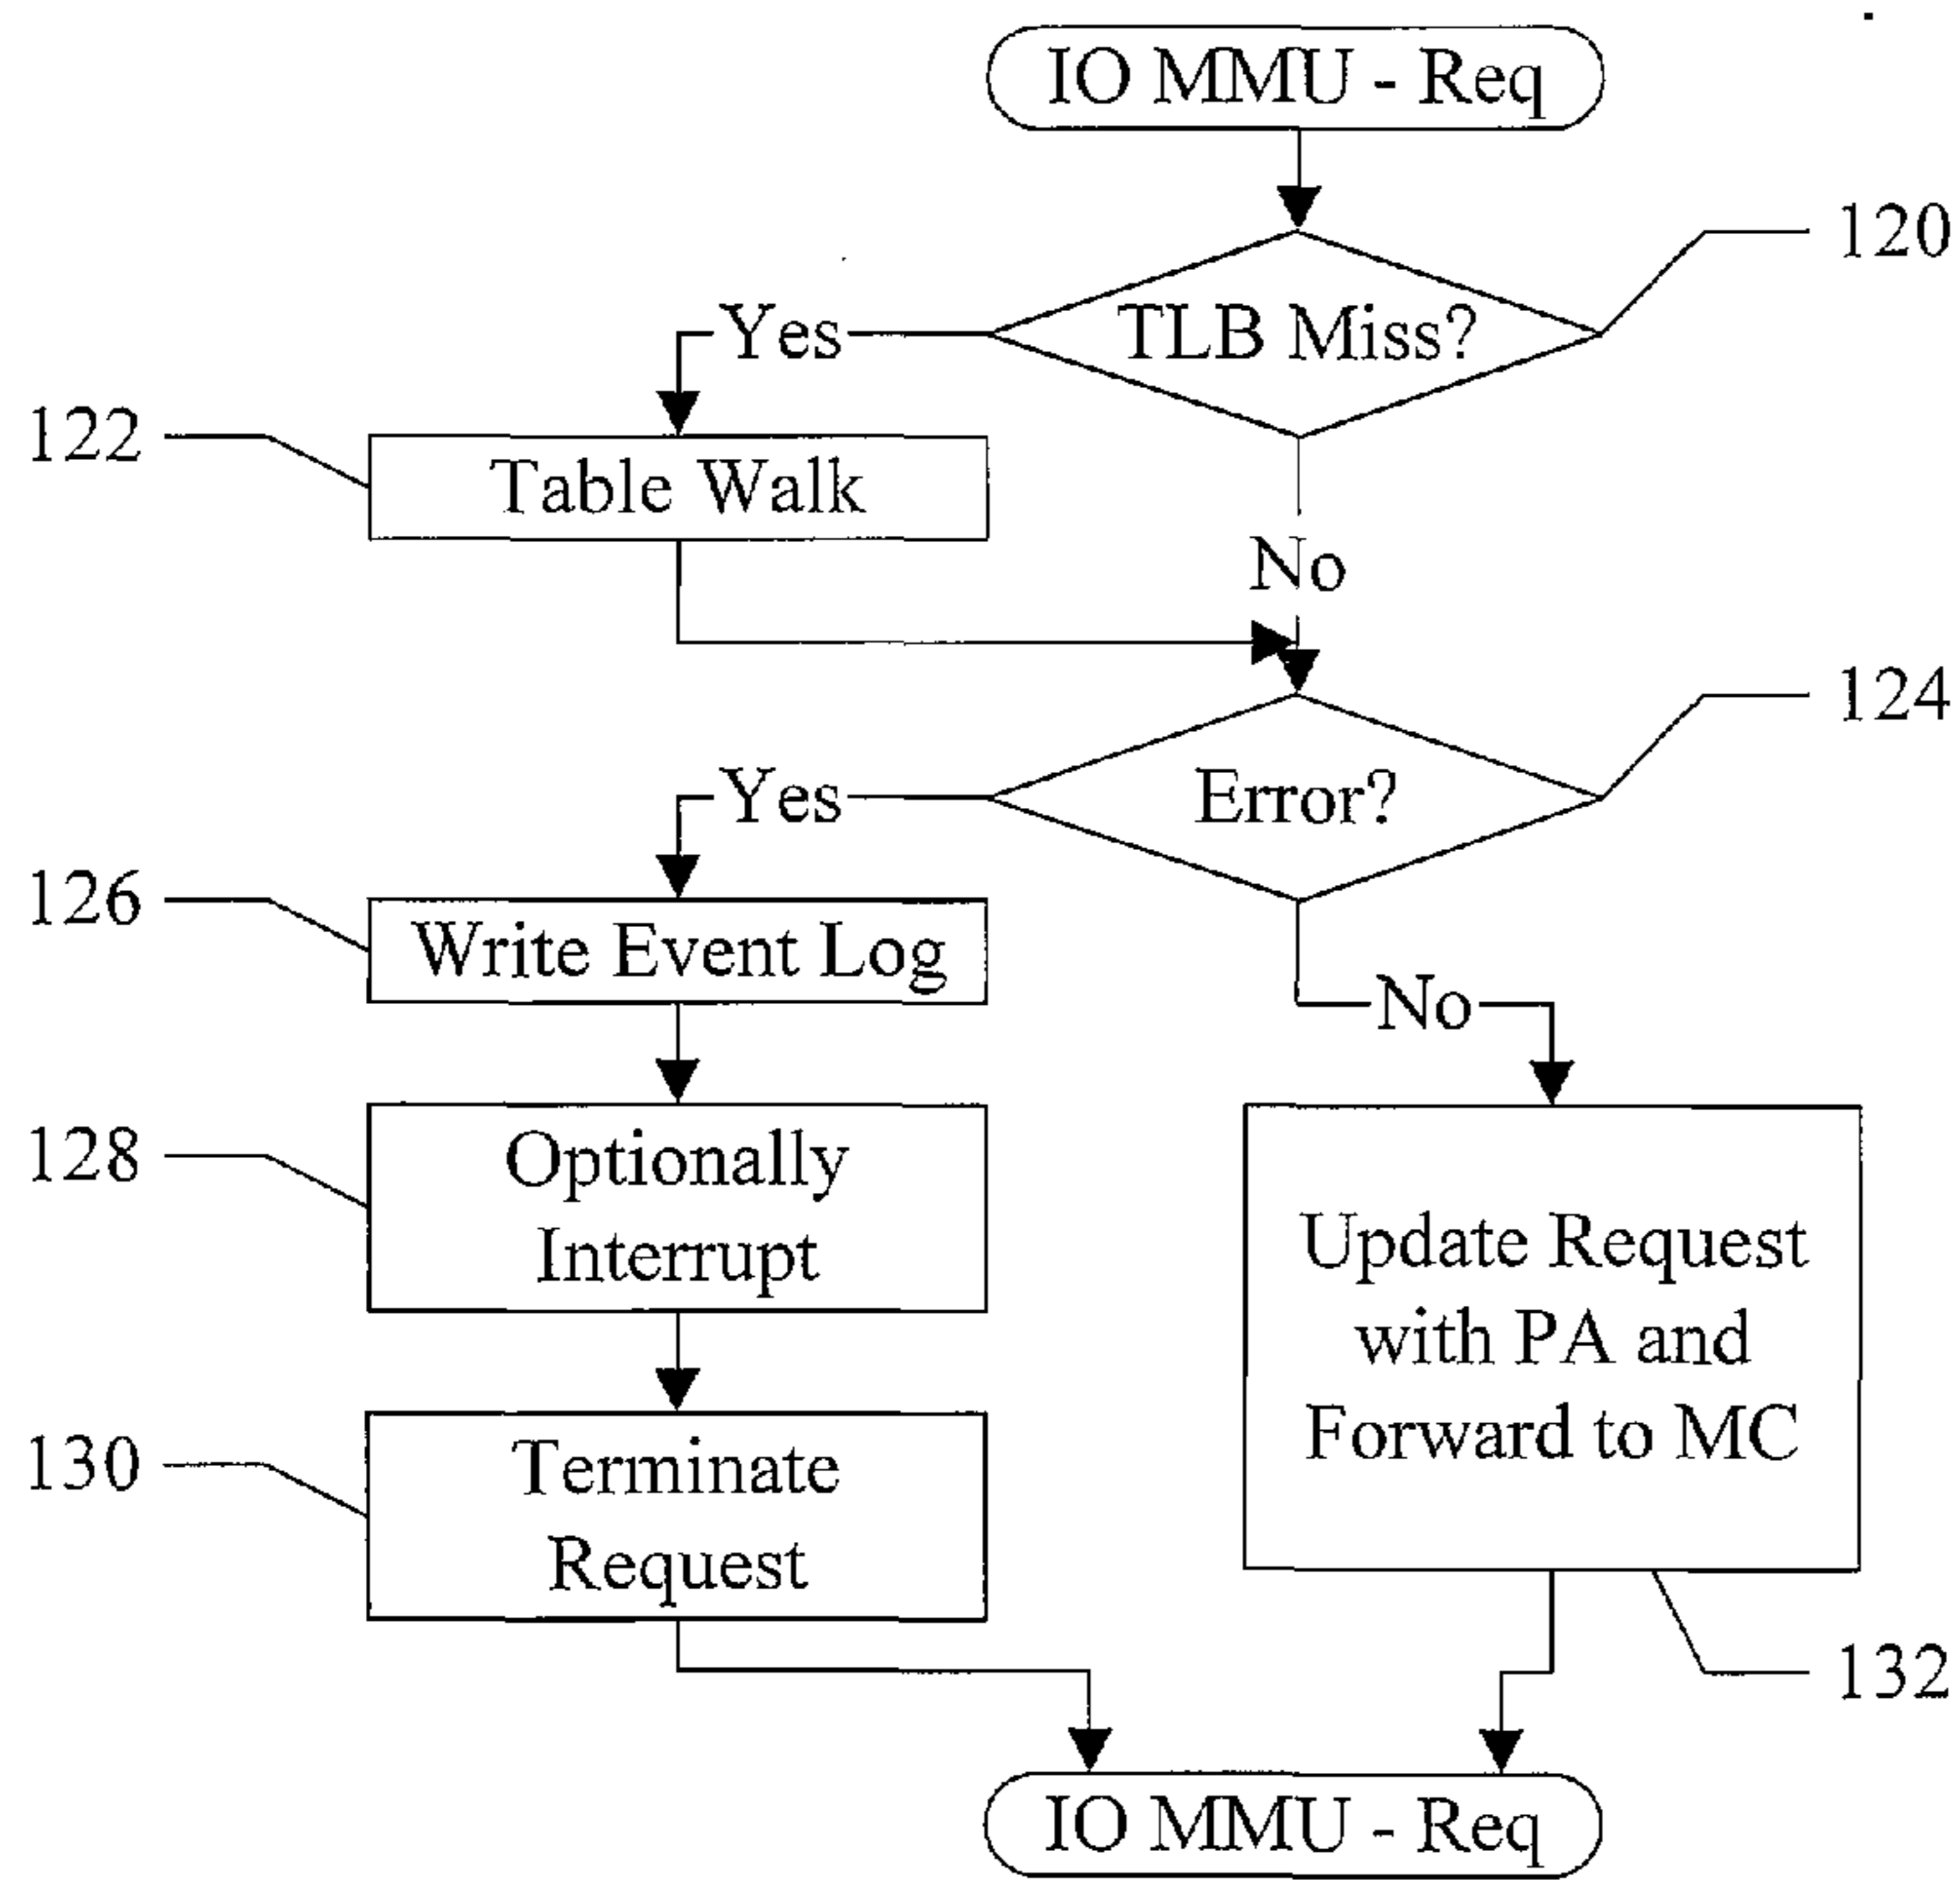 IO MMU - Req
120
TLB Miss?
Yes
122
Table Walk
No
124
Error?
Yes
126
Write Event Log
No
128
Optionally
Interrupt
Update Request
with PA and
Forward to MC
130
Terminate
Request
132
IO MMU - Req